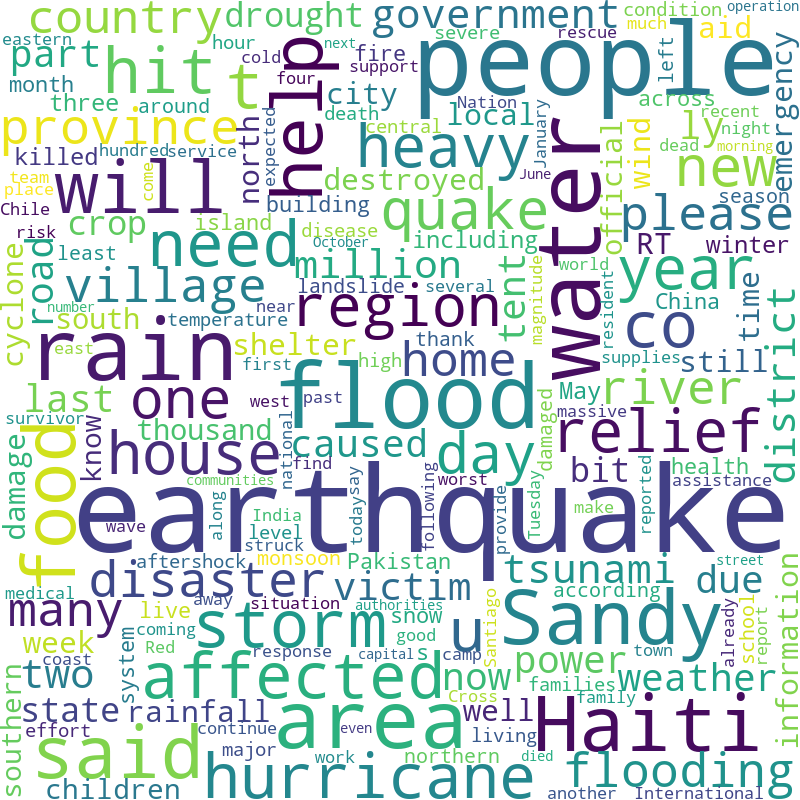 country
drought
government
condition
much
operation
eastern
hour
next
severe
rescue
aid
part
hit
t
cold
fire
left
people
month
four
support
city
Nation
across
emergency
three
around
help
death
local
ly
recent
province
north
expected
central
heavy
January
water
official
wind
night
dead
morning
killed
hundred
service
destroyed
new
team
place
come
will
building
quake
June
please
season
Chile
crop
island
disease
risk
October
including
RT
winter
road
least
need
million
tent
magnitude
world
resident
year
cyclone
village
landslide
several
China
time
number
near
region
co
south
temperature
supplies
district
east
rain
shelter
high
thank
home
still
first
last
one
west
past
flood
May
river
survivor
massive
damaged
relief
thousand
know
house
national
caused
day
find
bit
health
damage
food
communities
worst
Tuesday
reported
assistance
earthquake
make
wave
along
India
level
today
say
following
provide
struck
aftershock
monsoon
Pakistan
tsunami
due
street
medical
disaster
victim
according
information
away
situation
authorities
many
live
storm
snow
u
Santiago
Sandy
already
school
report
coming
good
Red
week
response
capital
s
camp
town
system
coast
two
affected
now
power
weather
families
Cross
family
southern
state
rainfall
area
well
living
Haiti
effort
continue
even
said
major
work
northern
died
flooding
children
hurricane
another
International